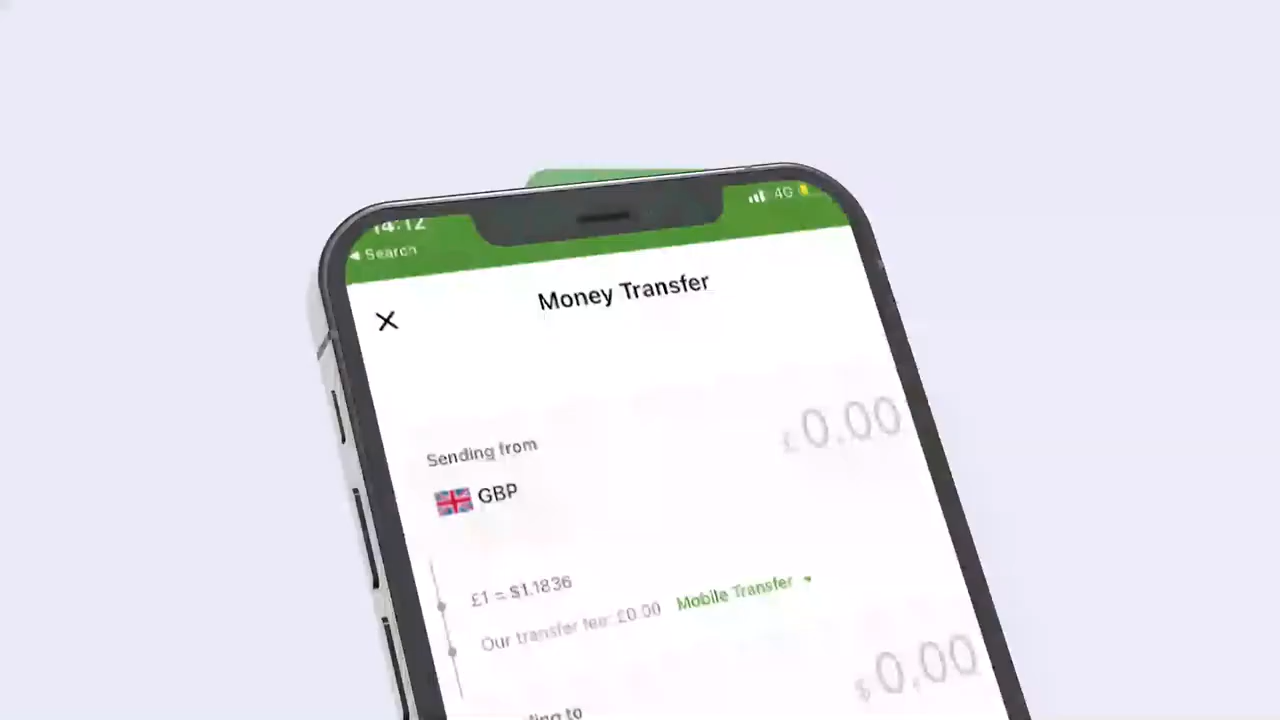 14:12
4G
Search
Money Transfer
Sending from
£0.00
GBP
£1 = $1.1836
Our transfer fee: £0.00 Mobile Transfer
$0.00
to